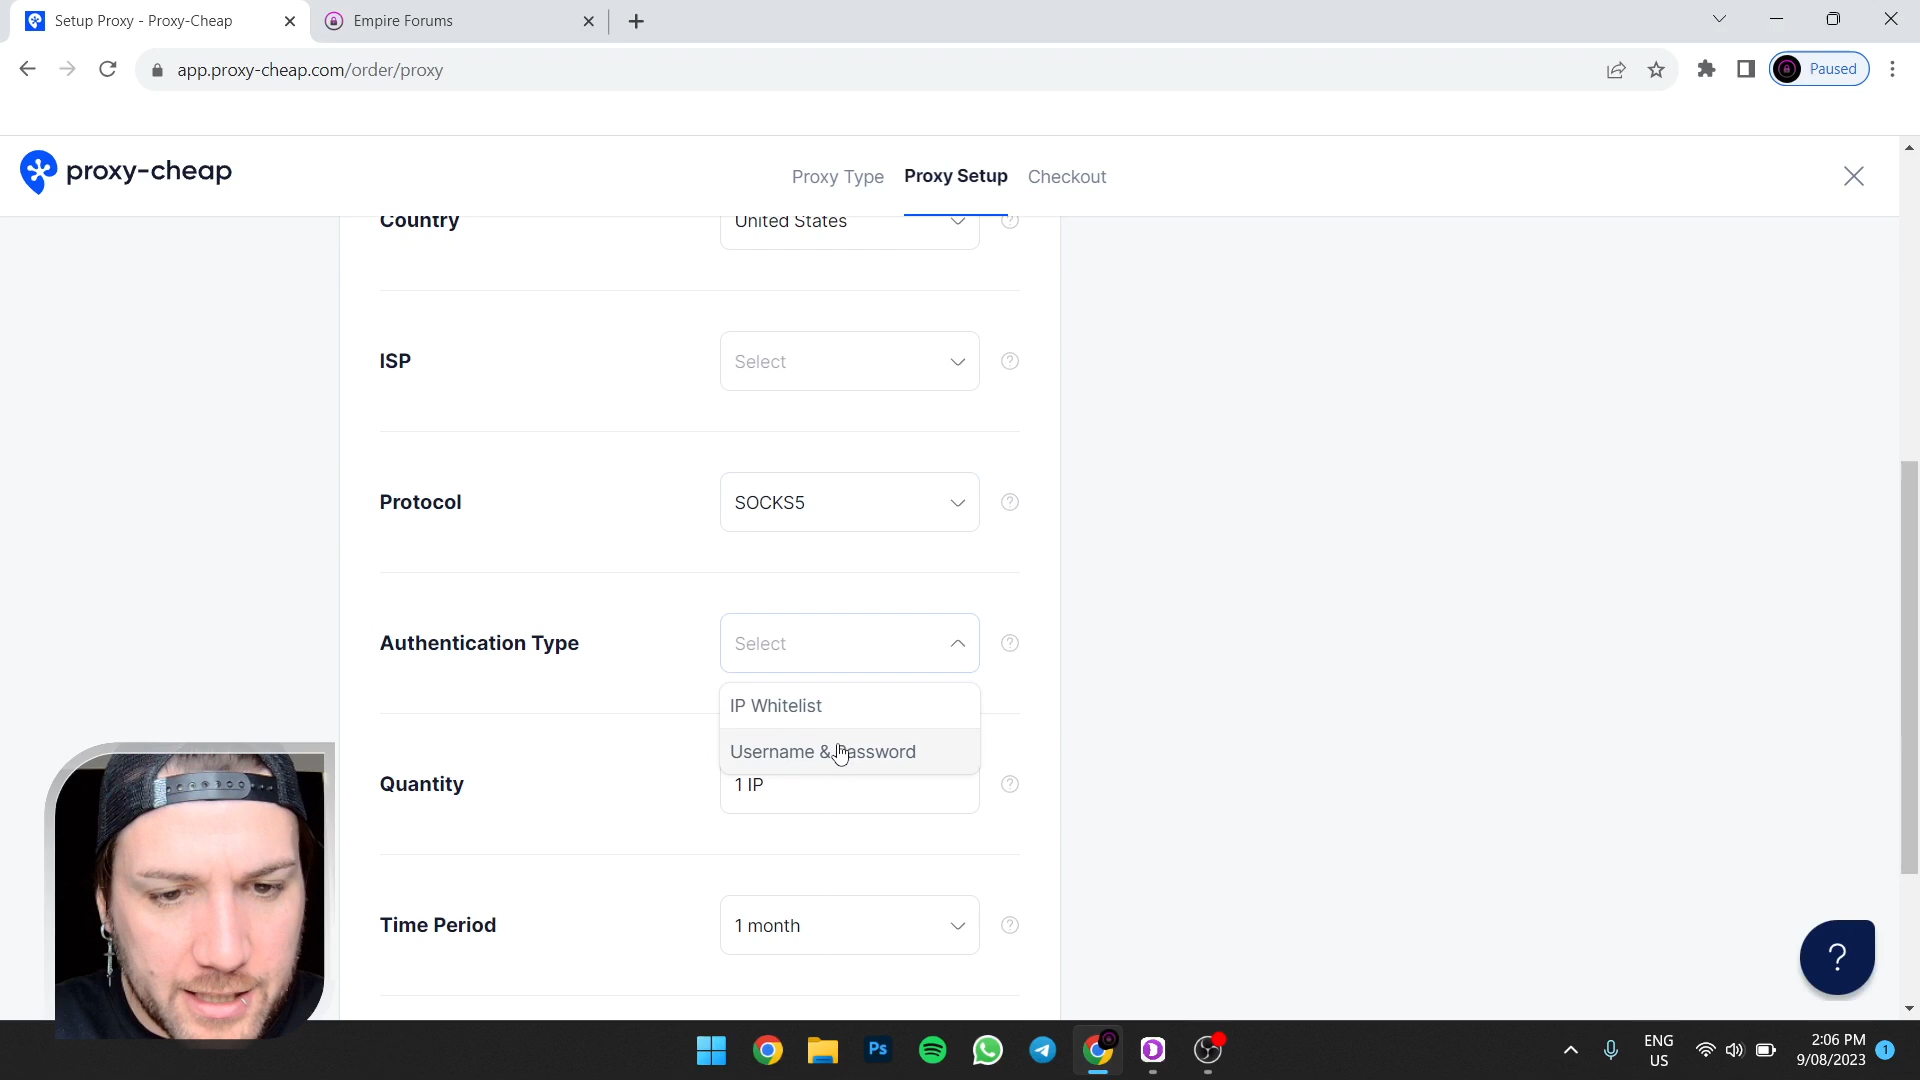 Setup Proxy - Proxy-Cheap
Empire Forums
app.proxy-cheap.com/order/proxy
Paused
proxy-cheap
Proxy Type
Proxy Setup
Checkout
Country
United States
ISP
Select
Protocol
SOCKS5
Authentication Type
Select
IP Whitelist
Username & Password
Quantity
1 IP
Time Period
1 month
?
Ps
ENG
US
2:06 PM
9/08/2023
1